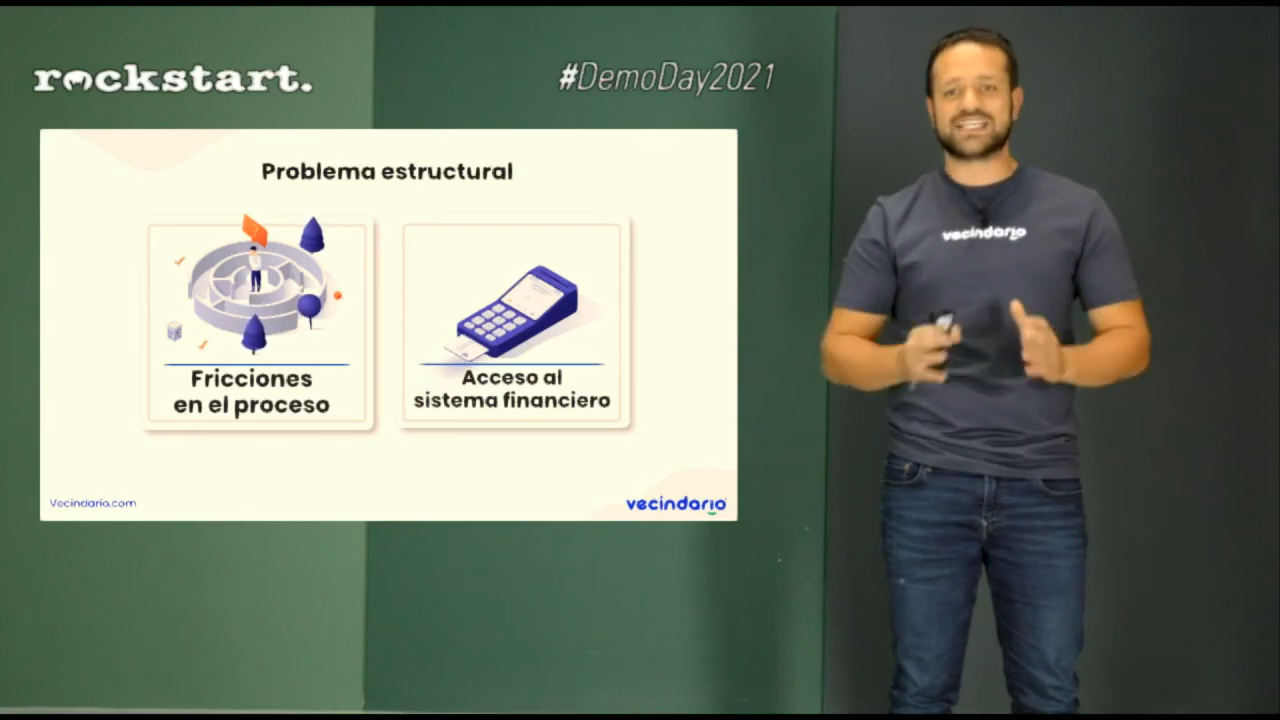 rockstart.
#DemoDay2021
Problema estructural
Fricciones
en el proceso
Acceso al
sistema financiero
Vecindario.com
vecindario
vecindario